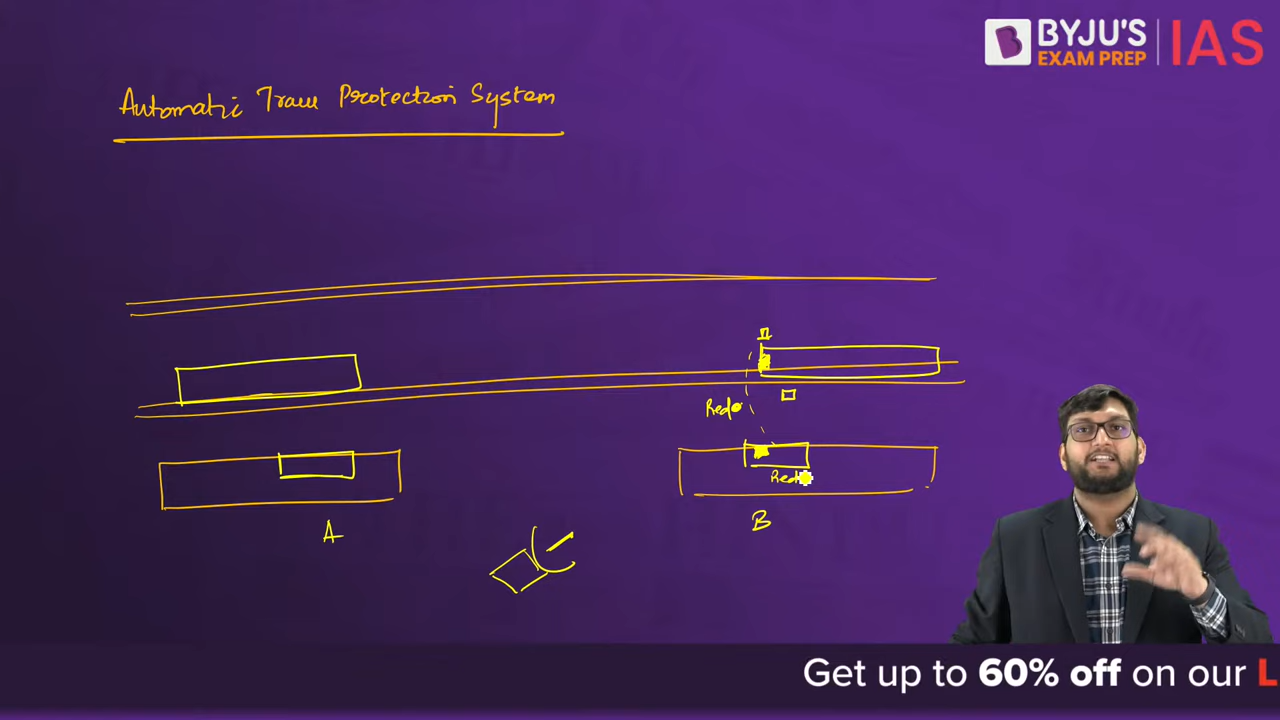 BYJU'S IAS
EXAM PREP
Automatic Train Protection System
Red
Red
A
B
Get up to 60% off on our L